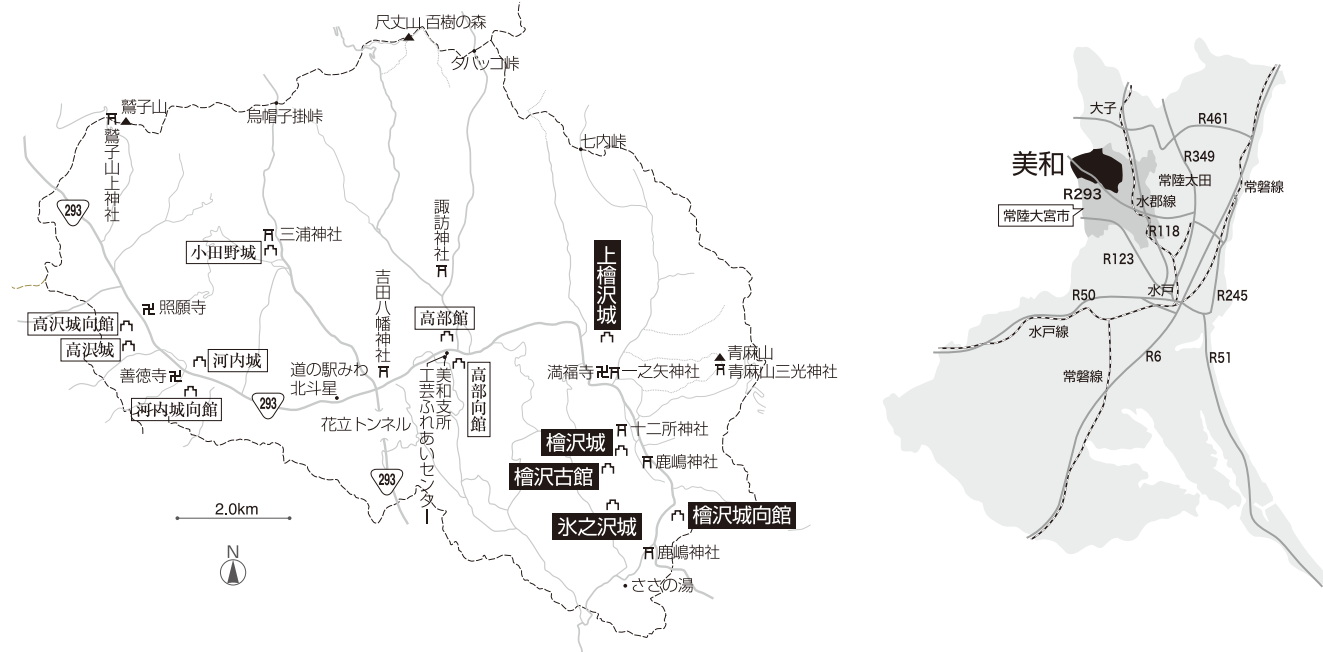 尺丈山 百樹の森
タバッコ峠
鷲子山
鷲子山上神社
烏帽子掛峠
七内峠
293
三浦神社
小田野城
諏訪神社
吉田八幡神社
上檜沢城
照願寺
高沢城向館
高沢城
河内城
善徳寺
河内城向館
293
道の駅みわ
北斗星
高部館
高部向館
美和支所
工芸ふれあいセンター
花立トンネル
293
満福寺
一之矢神社
青麻山
青麻山三光神社
十二所神社
檜沢城
鹿嶋神社
檜沢古館
氷之沢城
檜沢城向館
鹿嶋神社
ささの湯
2.0km
N
大子
R461
美和
R349
R293
常陸太田
常磐線
水郡線
常陸大宮市
R118
R123
水戸
R50
R245
水戸線
R6
R51
常磐線